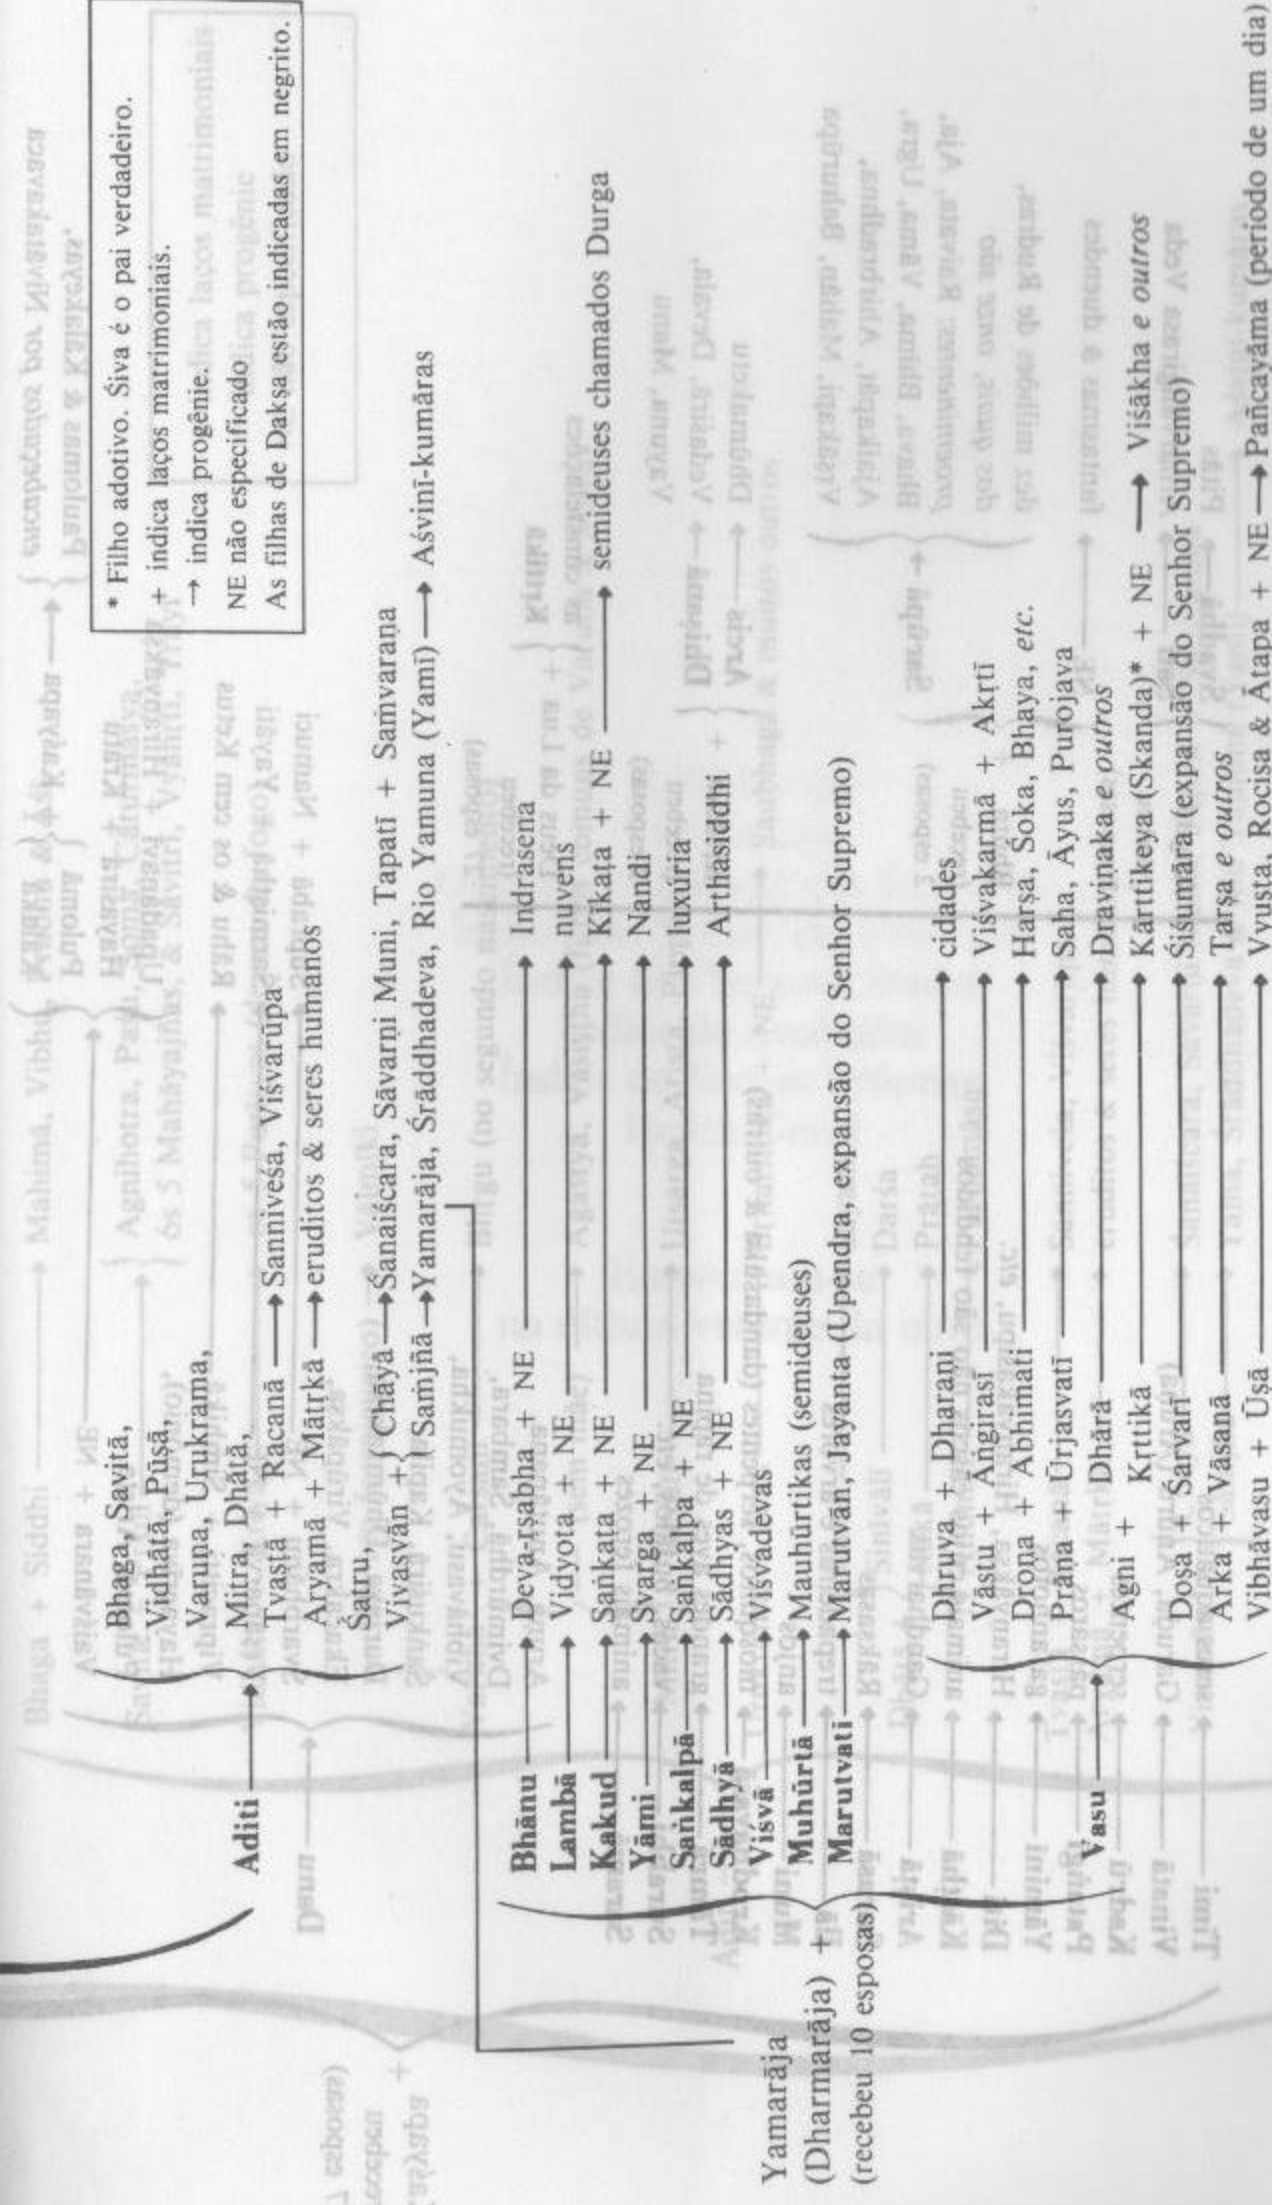 * Filho adotivo. Śiva é o pai verdadeiro.
+ indica laços matrimoniais.
→ indica progênie.
NE não especificado
As filhas de Dakṣa estão indicadas em negrito.
Aditi →
Bhaga, Savitā,
Vidhātā, Pūṣā,
Varuṇa, Urukrama,
Mitra, Dhātā,
Tvaṣṭā + Racanā → Sanniveśa, Viśvarūpa
Aryamā + Mātṛkā → eruditos & seres humanos
Śatru,
Vivasvān + { Chāyā → Śanaiścara, Sāvarṇi Muni, Tapatī + Saṁvaraṇa
Saṁjñā → Yamarāja, Śrāddhadeva, Rio Yamuna (Yamī) → Aśvinī-kumāras
Yamarāja
(Dharmarāja) +
(recebeu 10 esposas)
Bhānu → Deva-ṛṣabha + NE → Indrasena
Lambā → Vidyota + NE → nuvens
Kakud → Saṅkaṭa + NE → Kīkaṭa + NE → semideuses chamados Durga
Yāmi → Svarga + NE → Nandi
Saṅkalpā → Saṅkalpa + NE → luxúria
Sādhyā → Sādhyas + NE → Arthasiddhi
Viśvā → Viśvadevas
Muhūrtā → Mauhūrtikas (semideuses)
Marutvati → Marutvān, Jayanta (Upendra, expansão do Senhor Supremo)
Vasu →
Dhruva + Dharaṇi → cidades
Vāstu + Āṅgirasī → Viśvakarmā + Akṛtī
Droṇa + Abhimati → Harṣa, Śoka, Bhaya, etc.
Prāṇa + Ūrjasvatī → Saha, Āyus, Purojava
Agni + Dhārā → Draviṇaka e outros
Kṛttikā → Kārttikeya (Skanda)* + NE → Viśākha e outros
Doṣa + Śarvarī → Śiśumāra (expansão do Senhor Supremo)
Arka + Vāsanā → Tarṣa e outros
Vibhāvasu + Ūṣā → Vyusta, Rocisa & Ātapa + NE → Pañcayāma (periodo de um dia)